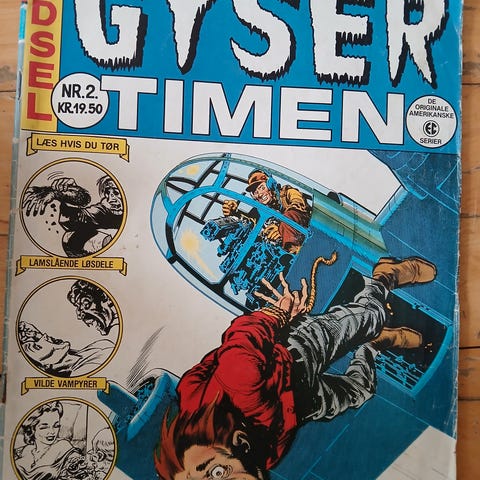 DSEL
GYSER
TIMEN
NR. 2.
KR. 19.50
DE
ORIGINALE
AMERIKANSKE
EC
SERIER
LÆS HVIS DU TØR
LAMSLÅENDE LØSDELE
VILDE VAMPYRER